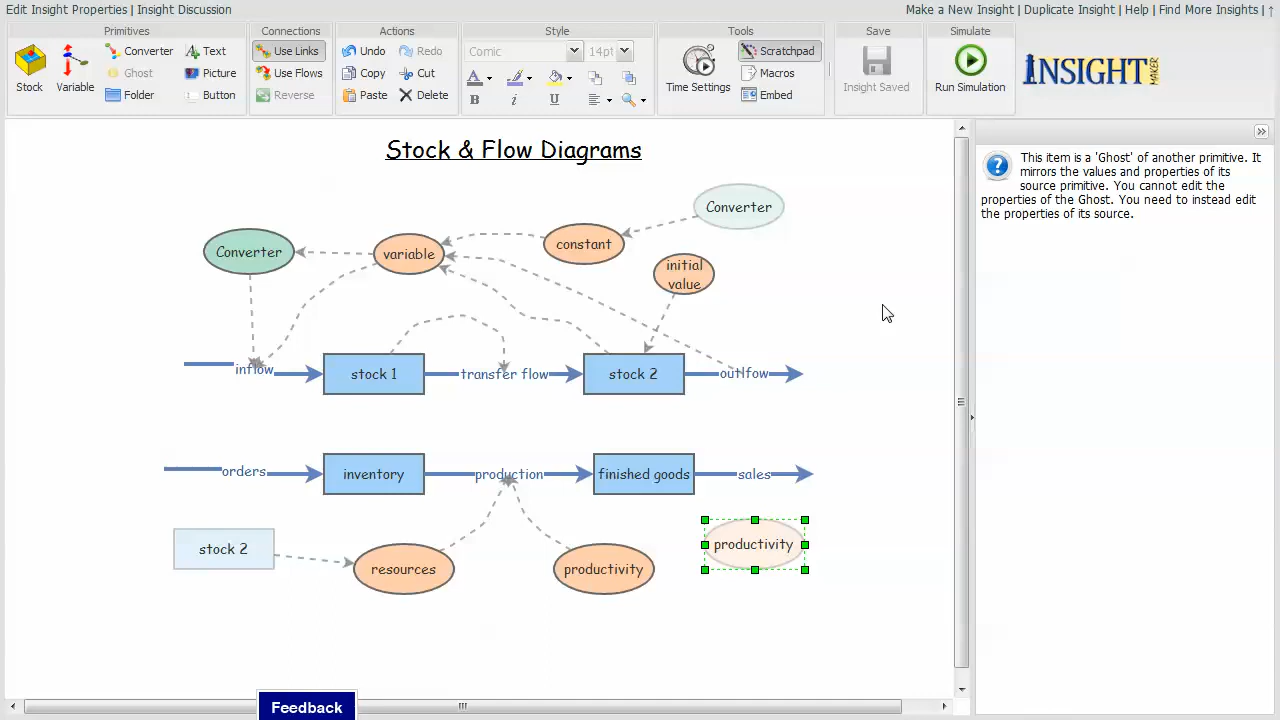 Edit Insight Properties | Insight Discussion
Make a New Insight | Duplicate Insight | Help | Find More Insights | ↑
Primitives
Connections
Actions
Style
Tools
Save
Simulate
Stock
Variable
Converter
Ghost
Folder
Text
Picture
Button
Use Links
Use Flows
Reverse
Undo
Redo
Copy
Cut
Paste
Delete
Comic
14pt
A
B
i
U
Time Settings
Scratchpad
Macros
Embed
Insight Saved
Run Simulation
INSIGHT MAKER
Stock & Flow Diagrams
This item is a 'Ghost' of another primitive. It
mirrors the values and properties of its
source primitive. You cannot edit the
properties of the Ghost. You need to instead edit
the properties of its source.
Converter
Converter
variable
constant
initial
value
inflow
stock 1
transfer flow
stock 2
outlfow
orders
inventory
production
finished goods
sales
stock 2
resources
productivity
productivity
Feedback